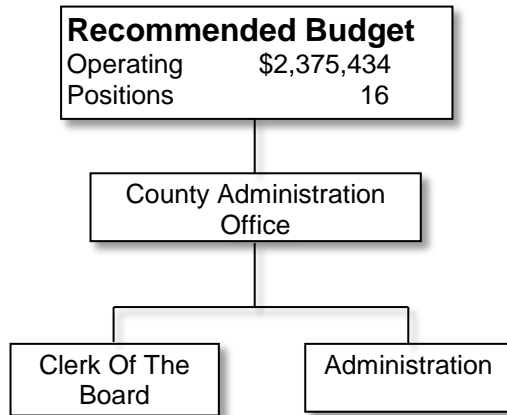 Recommended Budget
Operating $2,375,434
Positions 16
County Administration
Office
Clerk Of The
Board
Administration